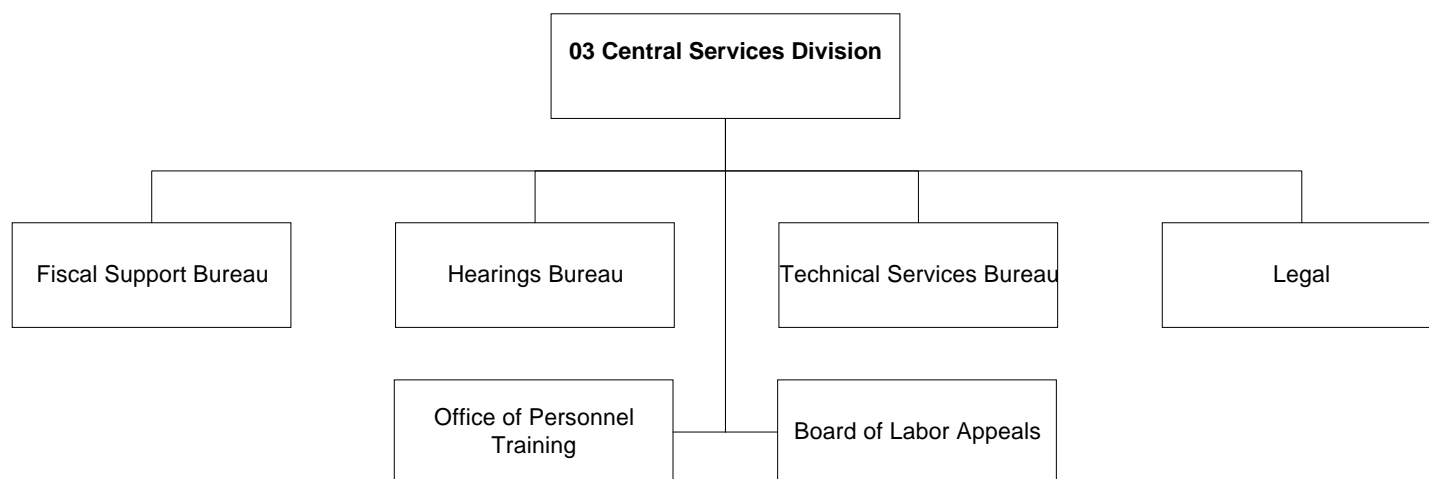 03 Central Services Division
Fiscal Support Bureau
Hearings Bureau
Technical Services Bureau
Legal
Office of Personnel
Training
Board of Labor Appeals